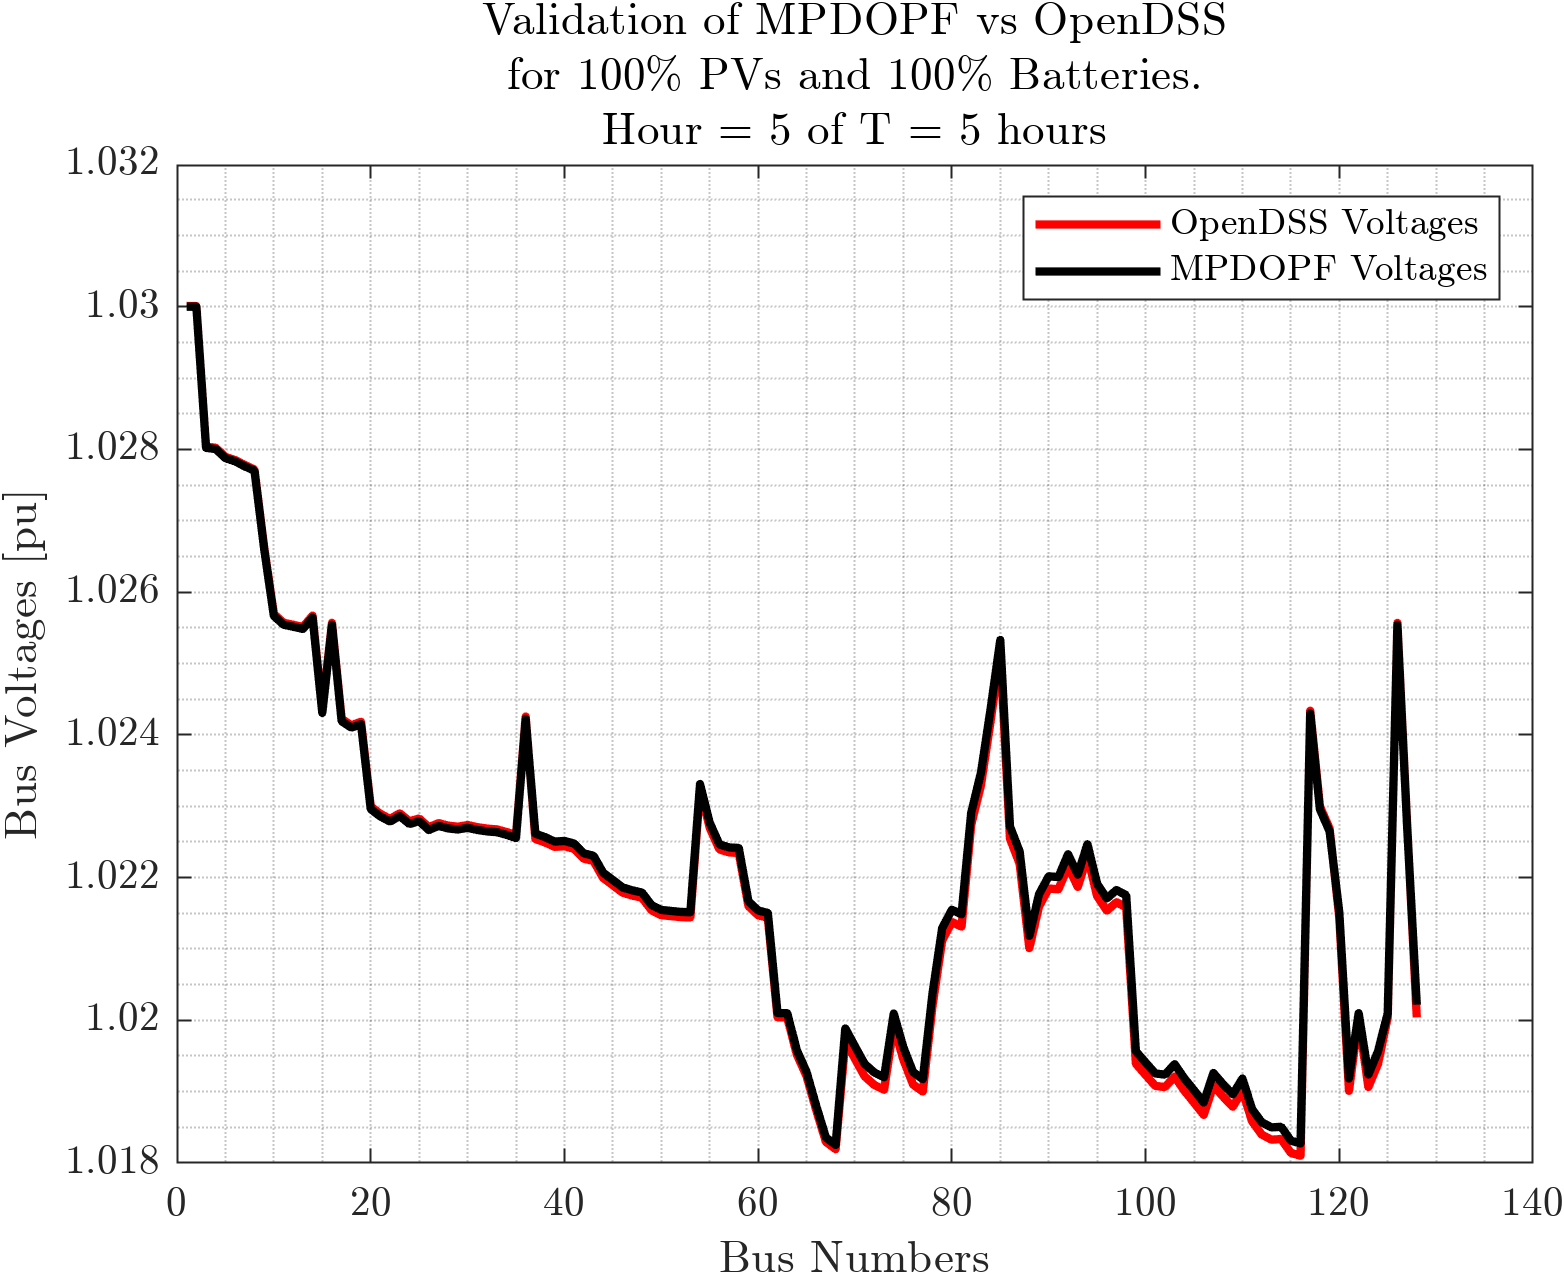 Validation of MPDOPF vs OpenDSS
for 100% PVs and 100% Batteries.
Hour = 5 of T = 5 hours
1.032
1.03
1.028
1.026
1.024
1.022
1.02
1.018
Bus Voltages [pu]
OpenDSS Voltages
MPDOPF Voltages
0 20 40 60 80 100 120 140
Bus Numbers